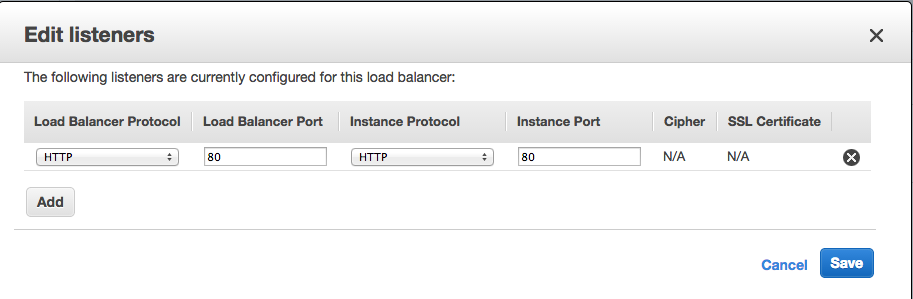 Edit listeners
The following listeners are currently configured for this load balancer:
Load Balancer Protocol Load Balancer Port Instance Protocol Instance Port Cipher SSL Certificate
HTTP 80 HTTP 80 N/A N/A
Add
Cancel Save